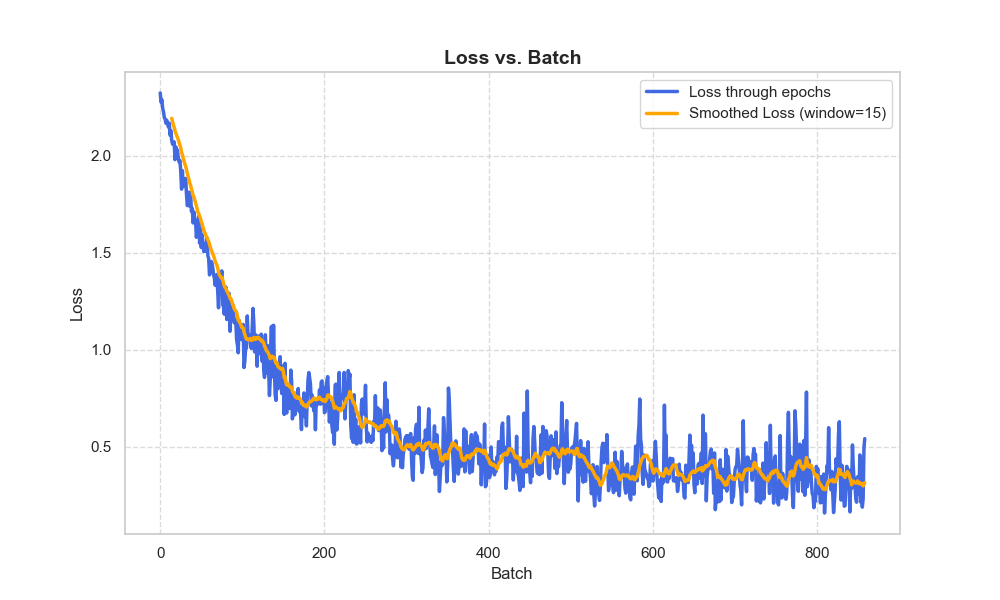 Loss vs. Batch
Loss through epochs
Smoothed Loss (window=15)
Loss
2.0
1.5
1.0
0.5
0
200
400
600
800
Batch